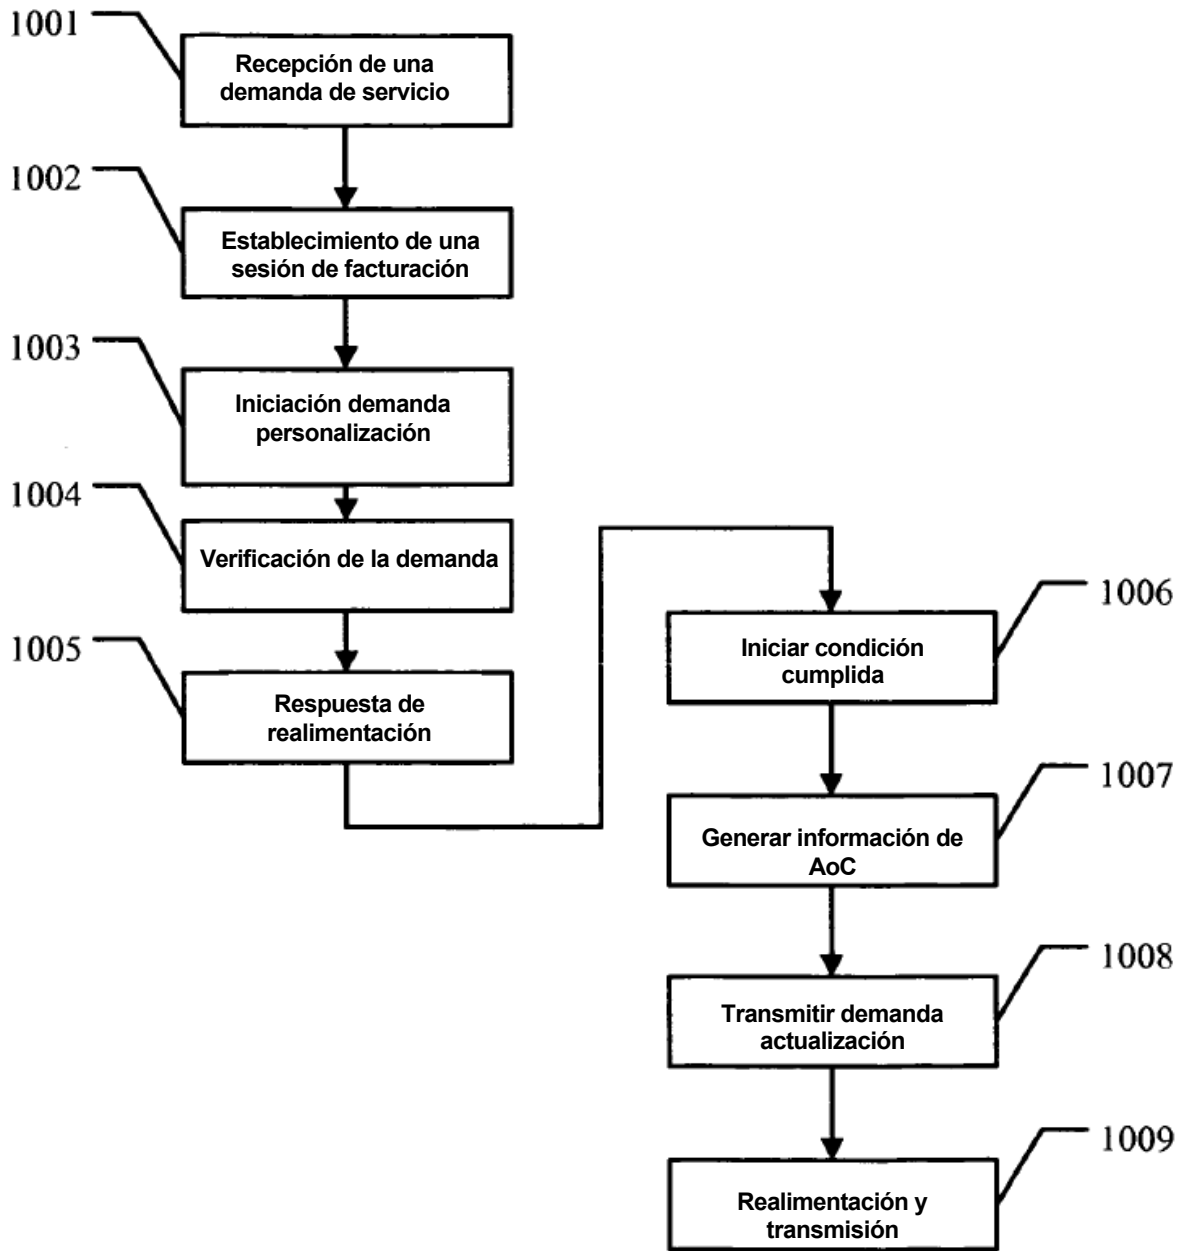 1001
Recepción de una
demanda de servicio
1002
Establecimiento de una
sesión de facturación
1003
Iniciación demanda
personalización
1004
Verificación de la demanda
1005
Respuesta de
realimentación
1006
Iniciar condición
cumplida
1007
Generar información de
AoC
1008
Transmitir demanda
actualización
1009
Realimentación y
transmisión